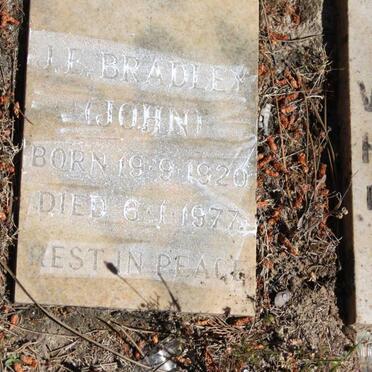 J.E. BRADLEY
(JOHN)
BORN 19·9·1920
DIED 6·1·1977
REST IN PEACE